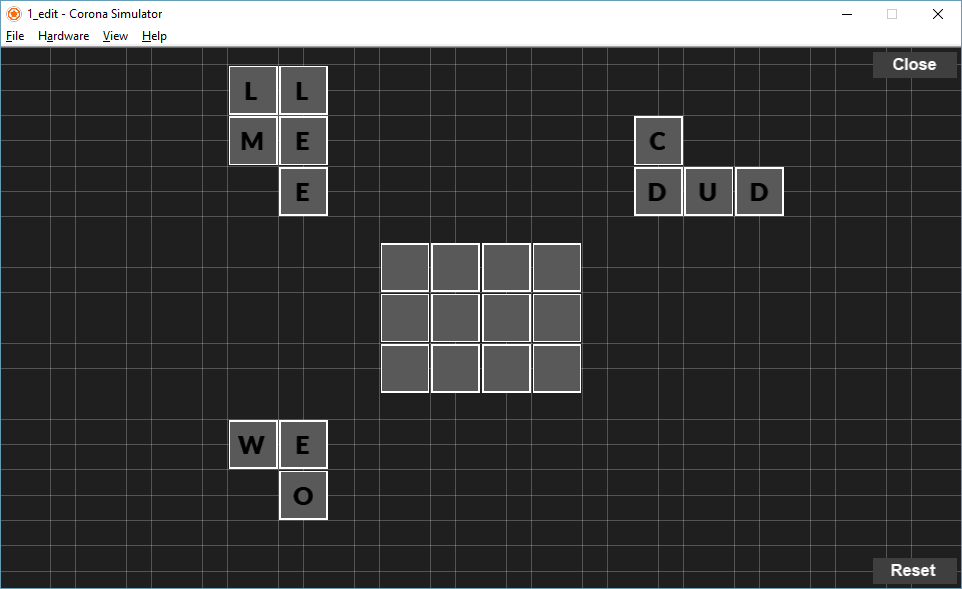 1_edit - Corona Simulator
File Hardware View Help
Close
L L
M E
C
E
D U D
W E
O
Reset